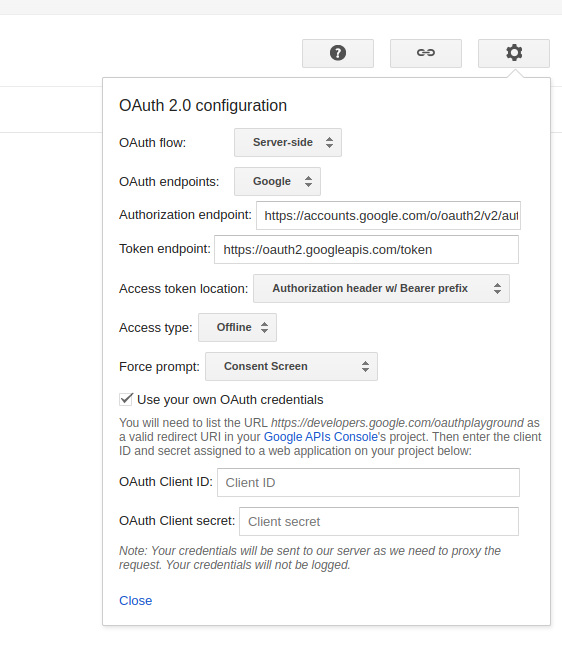 OAuth 2.0 configuration
OAuth flow: Server-side
OAuth endpoints: Google
Authorization endpoint: https://accounts.google.com/o/oauth2/v2/aut
Token endpoint: https://oauth2.googleapis.com/token
Access token location: Authorization header w/ Bearer prefix
Access type: Offline
Force prompt: Consent Screen
Use your own OAuth credentials
You will need to list the URL https://developers.google.com/oauthplayground as
a valid redirect URI in your Google APIs Console's project. Then enter the client
ID and secret assigned to a web application on your project below:
OAuth Client ID: Client ID
OAuth Client secret: Client secret
Note: Your credentials will be sent to our server as we need to proxy the
request. Your credentials will not be logged.
Close